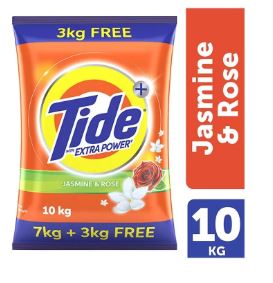 3kg FREE
Tide
+
WITH EXTRA POWER
JASMINE & ROSE
10 kg
7kg + 3kg FREE
Jasmine
& Rose
10
KG